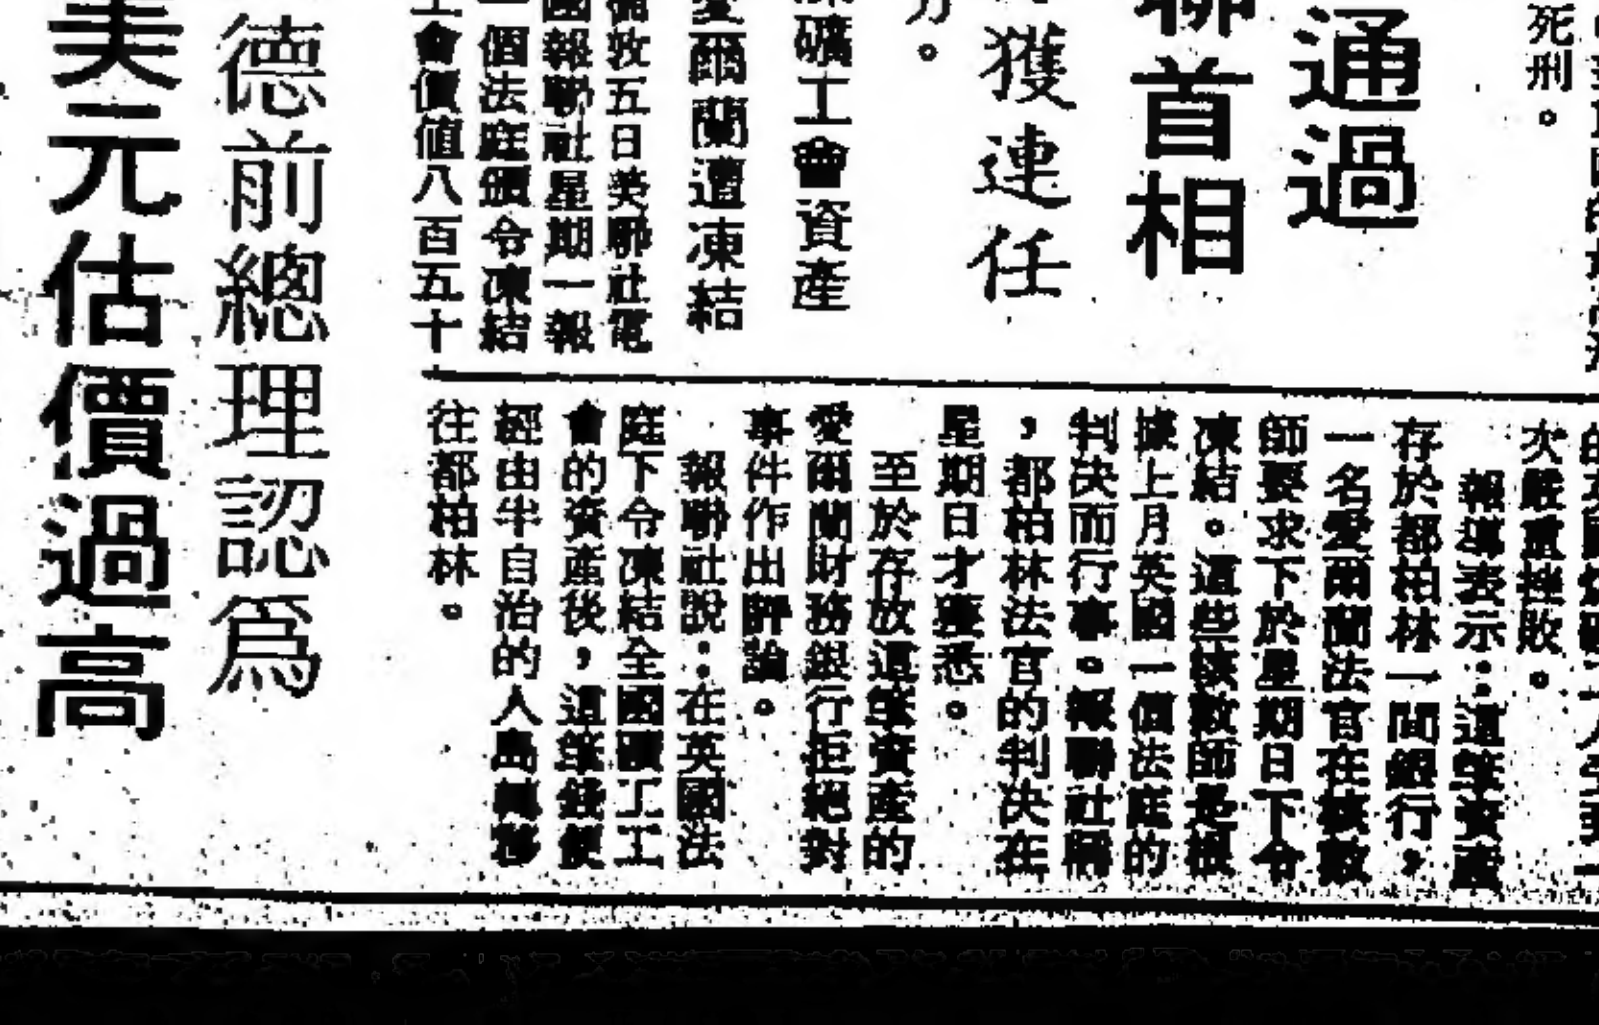 死刑。
通過
聯首相
獲連任
力。
礦工會資產
愛爾蘭遭凍結
敦五日美聯社電
團報聯社星期一報
一個法庭頒令凍結
工會價值八百五十
次嚴重挫敗。
報導表示：這筆資產
存於都柏林一間銀行，
一名愛爾蘭法官在核數
師要求下於星期日下令
凍結。這些核數師是根
據上月英國一個法庭的
判決而行事。報聯社稱
，都柏林法官的判決在
星期日才獲悉。
至於存放這筆資產的
愛爾蘭財務銀行拒絕對
事件作出評論。
報聯社說：在英國法
庭下令凍結全國礦工工
會的資產後，這筆錢便
經由半自治的人島轉移
往都柏林。
德前總理認爲
美元估價過高